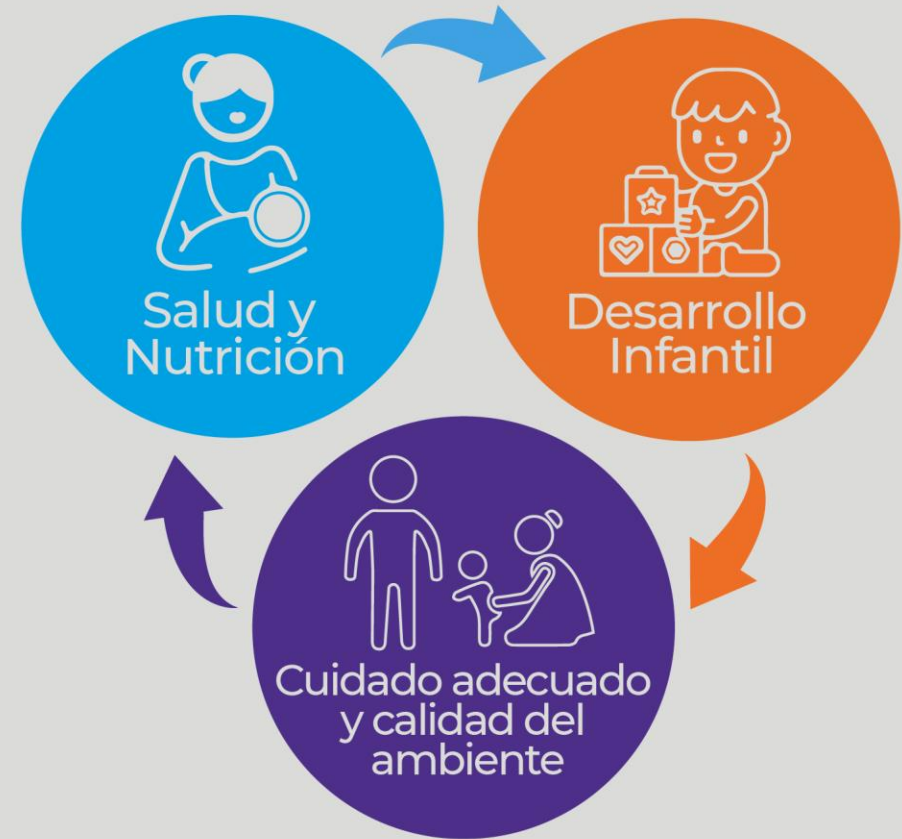 Salud y
Nutrición
Desarrollo
Infantil
Cuidado adecuado
y calidad del
ambiente